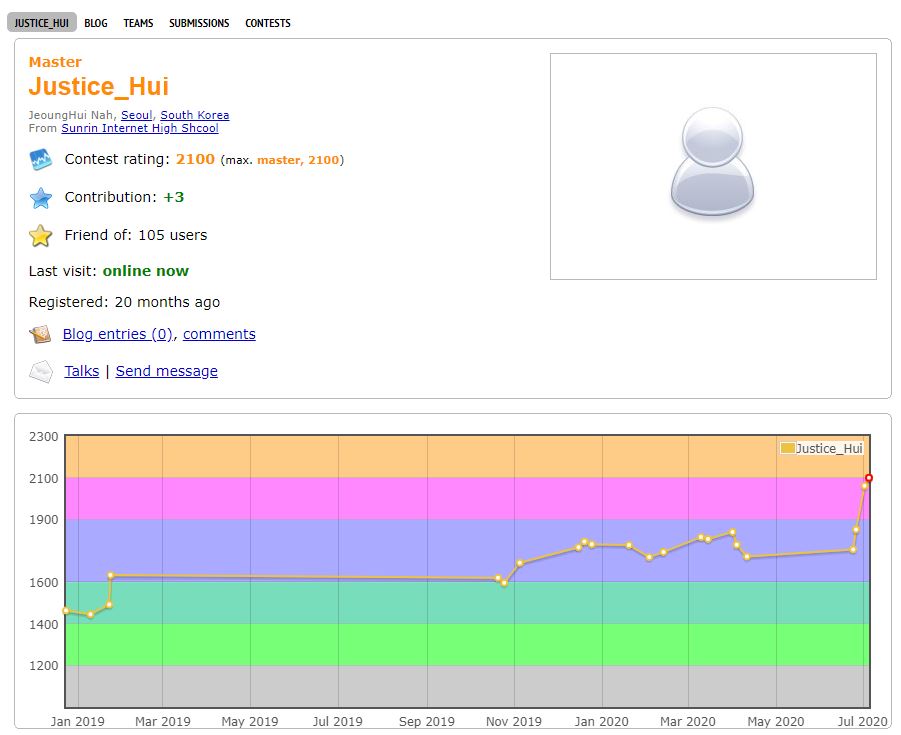 JUSTICE_HUI BLOG TEAMS SUBMISSIONS CONTESTS
Master
Justice_Hui
JeoungHui Nah, Seoul, South Korea
From Sunrin Internet High Shcool
Contest rating: 2100 (max. master, 2100)
Contribution: +3
Friend of: 105 users
Last visit: online now
Registered: 20 months ago
Blog entries (0), comments
Talks | Send message
Justice_Hui
2300
2100
1900
1600
1400
1200
Jan 2019 Mar 2019 May 2019 Jul 2019 Sep 2019 Nov 2019 Jan 2020 Mar 2020 May 2020 Jul 2020